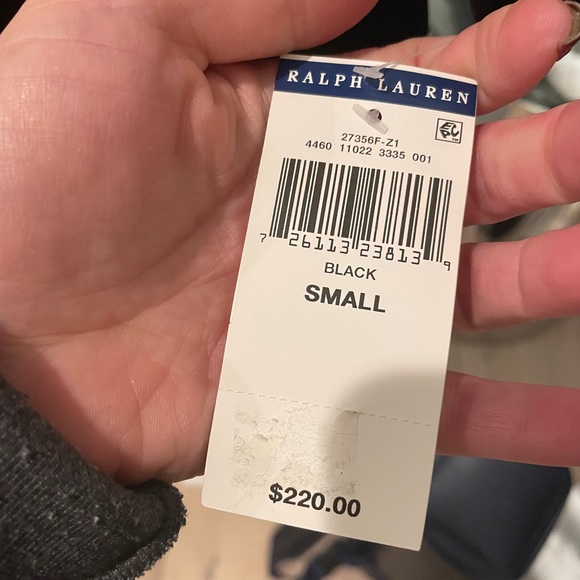 RALPH LAUREN
27356F-Z1
4460 11022 3335 001
7 26113 23813 9
BLACK
SMALL
$220.00